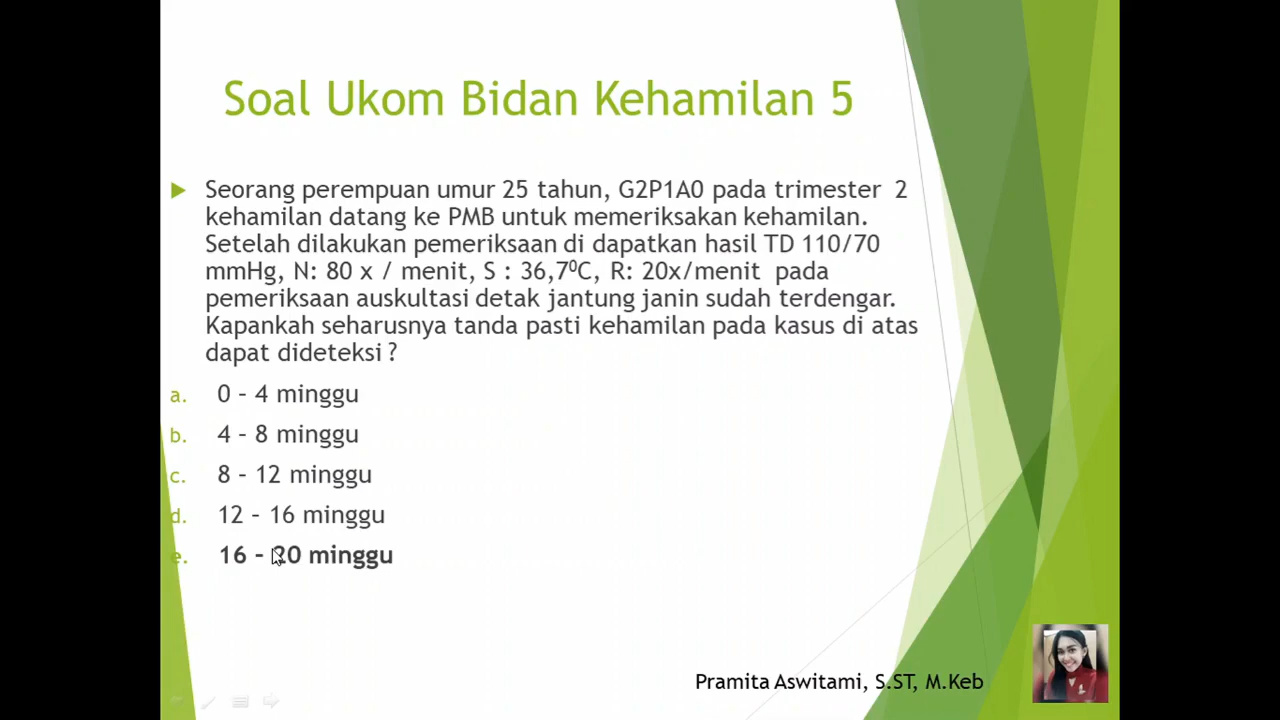 Soal Ukom Bidan Kehamilan 5
Seorang perempuan umur 25 tahun, G2P1A0 pada trimester 2
kehamilan datang ke PMB untuk memeriksakan kehamilan.
Setelah dilakukan pemeriksaan di dapatkan hasil TD 110/70
mmHg, N: 80 x / menit, S : 36,7⁰C, R: 20x/menit pada
pemeriksaan auskultasi detak jantung janin sudah terdengar.
Kapankah seharusnya tanda pasti kehamilan pada kasus di atas
dapat dideteksi ?
a. 0 – 4 minggu
b. 4 – 8 minggu
c. 8 – 12 minggu
d. 12 – 16 minggu
e. 16 – 20 minggu
Pramita Aswitami, S.ST, M.Keb